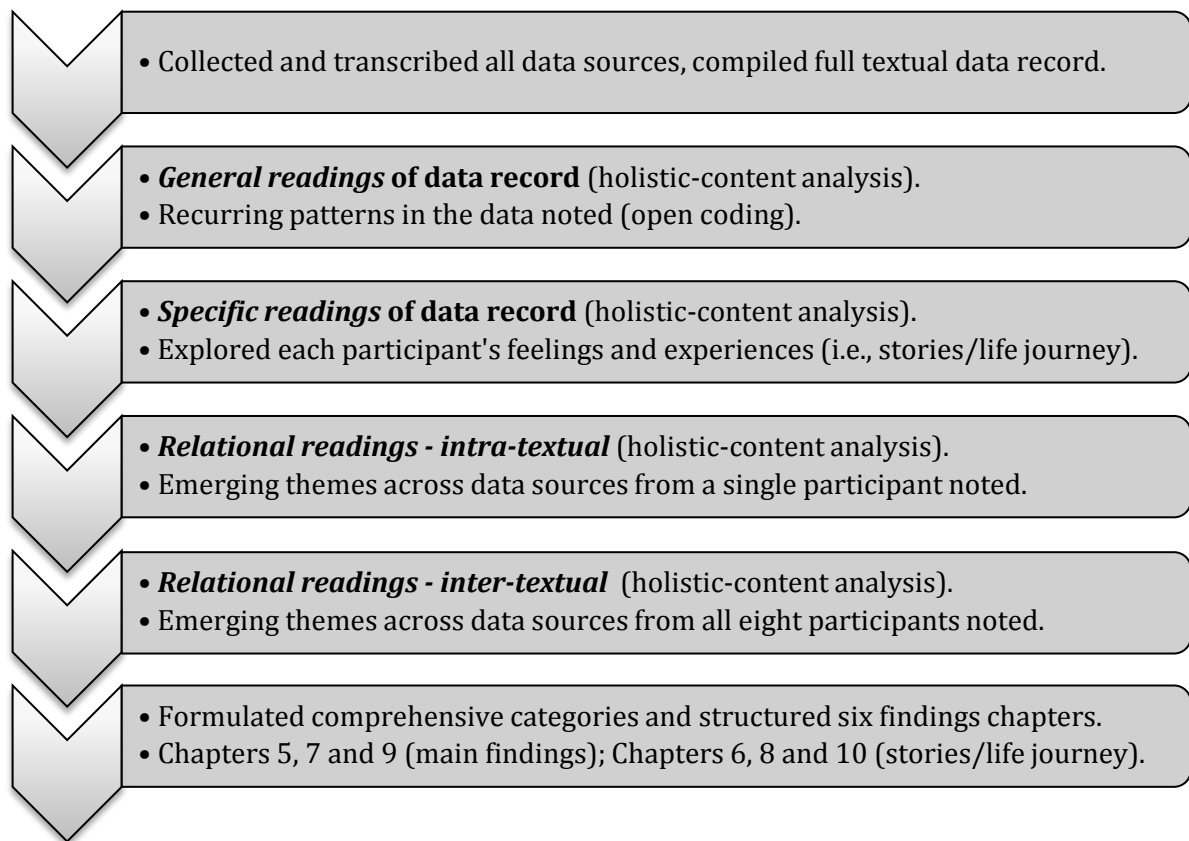 • Collected and transcribed all data sources, compiled full textual data record.
• General readings of data record (holistic-content analysis).
• Recurring patterns in the data noted (open coding).
• Specific readings of data record (holistic-content analysis).
• Explored each participant's feelings and experiences (i.e., stories/life journey).
• Relational readings - intra-textual (holistic-content analysis).
• Emerging themes across data sources from a single participant noted.
• Relational readings - inter-textual (holistic-content analysis).
• Emerging themes across data sources from all eight participants noted.
• Formulated comprehensive categories and structured six findings chapters.
• Chapters 5, 7 and 9 (main findings); Chapters 6, 8 and 10 (stories/life journey).